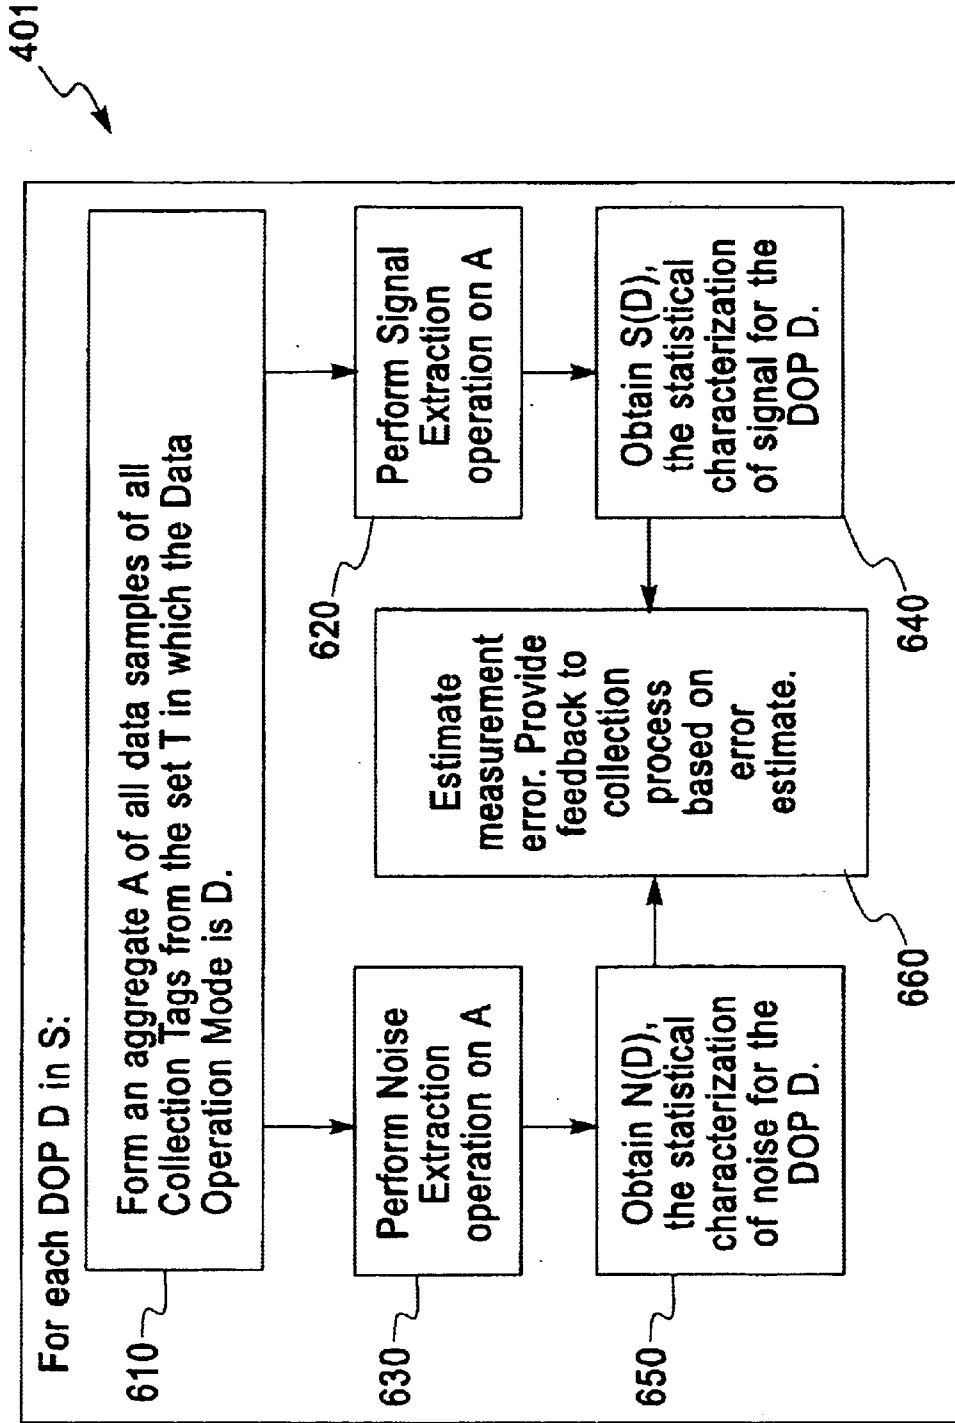 401
For each DOP D in S:
Form an aggregate A of all data samples of all
Collection Tags from the set T in which the Data
Operation Mode is D.
610
Perform Noise
Extraction
operation on A
630
Perform Signal
Extraction
operation on A
620
Obtain N(D),
the statistical
characterization
of noise for the
DOP D.
650
Estimate
measurement
error. Provide
feedback to
collection
process
based on
error
estimate.
660
Obtain S(D),
the statistical
characterization
of signal for the
DOP D.
640